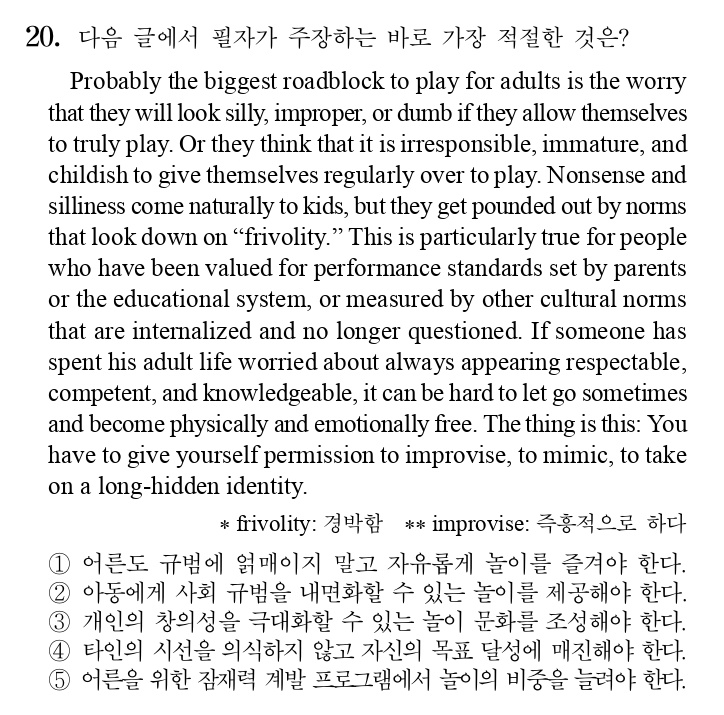 20. 다음 글에서 필자가 주장하는 바로 가장 적절한 것은?
Probably the biggest roadblock to play for adults is the worry
that they will look silly, improper, or dumb if they allow themselves
to truly play. Or they think that it is irresponsible, immature, and
childish to give themselves regularly over to play. Nonsense and
silliness come naturally to kids, but they get pounded out by norms
that look down on “frivolity.” This is particularly true for people
who have been valued for performance standards set by parents
or the educational system, or measured by other cultural norms
that are internalized and no longer questioned. If someone has
spent his adult life worried about always appearing respectable,
competent, and knowledgeable, it can be hard to let go sometimes
and become physically and emotionally free. The thing is this: You
have to give yourself permission to improvise, to mimic, to take
on a long-hidden identity.
* frivolity: 경박함 ** improvise: 즉흥적으로 하다
① 어른도 규범에 얽매이지 말고 자유롭게 놀이를 즐겨야 한다.
② 아동에게 사회 규범을 내면화할 수 있는 놀이를 제공해야 한다.
③ 개인의 창의성을 극대화할 수 있는 놀이 문화를 조성해야 한다.
④ 타인의 시선을 의식하지 않고 자신의 목표 달성에 매진해야 한다.
⑤ 어른을 위한 잠재력 계발 프로그램에서 놀이의 비중을 늘려야 한다.